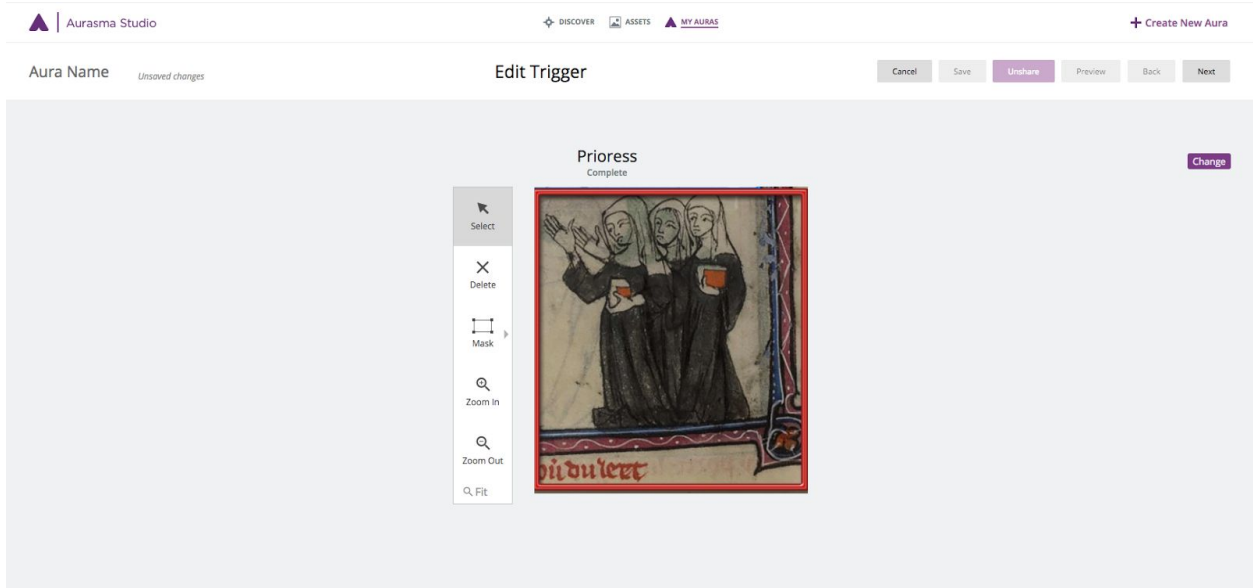 Aurasma Studio
DISCOVER ASSETS MY AURAS
Create New Aura
Aura Name Unsaved changes
Edit Trigger
Cancel Save Unshare Preview Back Next
Prioress
Complete
Change
Select
Delete
Mask
Zoom In
Zoom Out
Fit